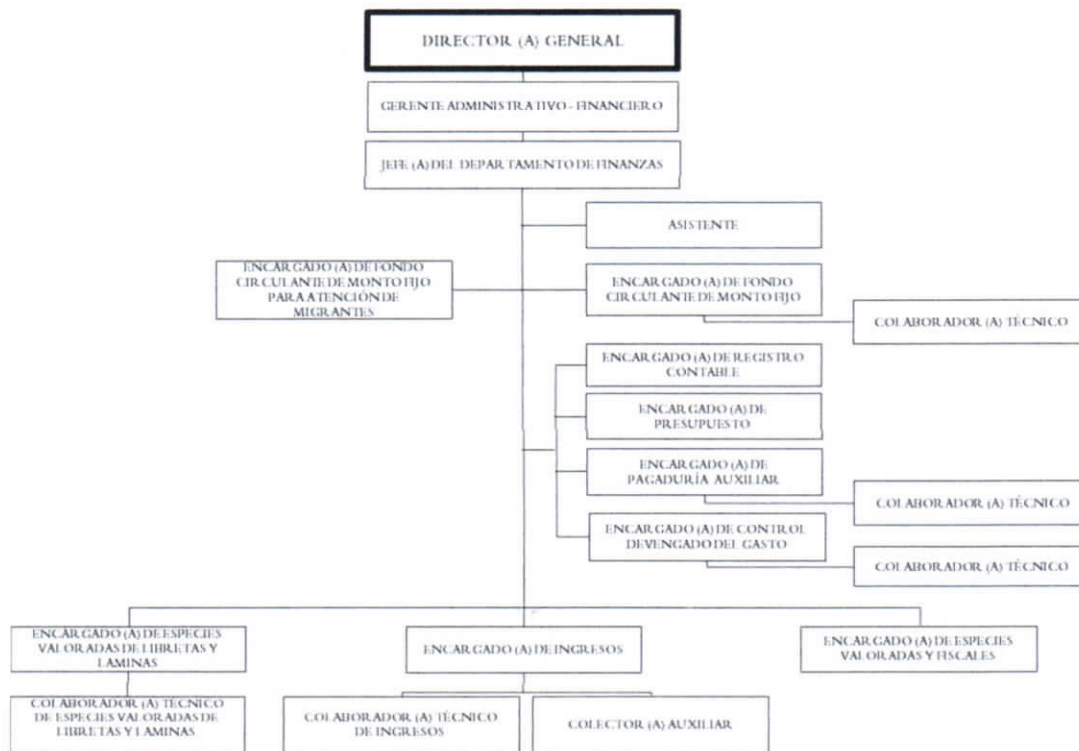 DIRECTOR (A) GENERAL
GERENTE ADMINISTRATIVO - FINANCIERO
JEFE (A) DEL DEPARTAMENTO DE FINANZAS
ASISTENTE
ENCARGADO (A) DE FONDO
CIRCULANTE DE MONTO FIJO
PARA ATENCIÓN DE
MIGRANTES
ENCARGADO (A) DE FONDO
CIRCULANTE DE MONTO FIJO
COLABORADOR (A) TÉCNICO
ENCARGADO (A) DE REGISTRO
CONTABLE
ENCARGADO (A) DE
PRESUPUESTO
ENCARGADO (A) DE
PAGADURÍA AUXILIAR
COLABORADOR (A) TÉCNICO
ENCARGADO (A) DE CONTROL
DEVENGADO DEL GASTO
COLABORADOR (A) TÉCNICO
ENCARGADO (A) DE ESPECIES
VALORADAS DE LIBRETAS Y
LAMINAS
ENCARGADO (A) DE INGRESOS
ENCARGADO (A) DE ESPECIES
VALORADAS Y FISCALES
COLABORADOR (A) TÉCNICO
DE ESPECIES VALORADAS DE
LIBRETAS Y LAMINAS
COLABORADOR (A) TÉCNICO
DE INGRESOS
COLECTOR (A) AUXILIAR